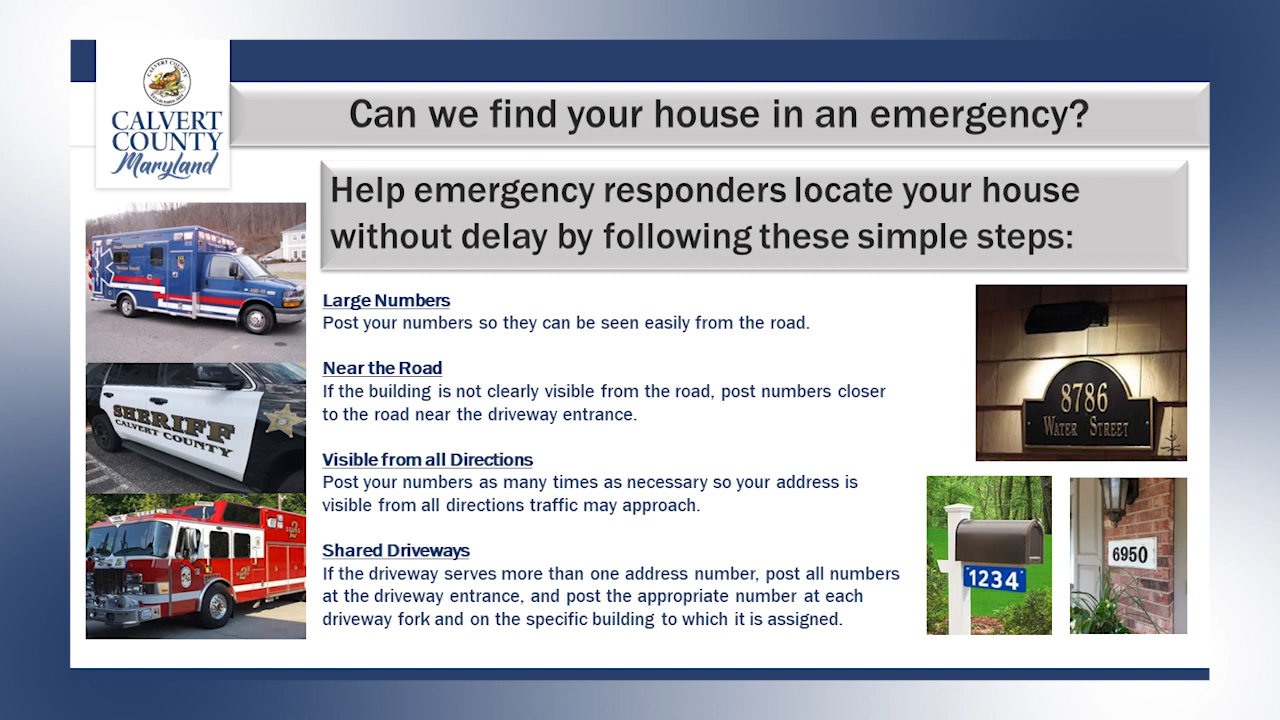 CALVERT COUNTY
CALVERT
COUNTY
Maryland
Can we find your house in an emergency?
Help emergency responders locate your house
without delay by following these simple steps:
Large Numbers
Post your numbers so they can be seen easily from the road.
Near the Road
If the building is not clearly visible from the road, post numbers closer
to the road near the driveway entrance.
Visible from all Directions
Post your numbers as many times as necessary so your address is
visible from all directions traffic may approach.
Shared Driveways
If the driveway serves more than one address number, post all numbers
at the driveway entrance, and post the appropriate number at each
driveway fork and on the specific building to which it is assigned.
SHERIFF
CALVERT COUNTY
8786
WATER STREET
1234
6950